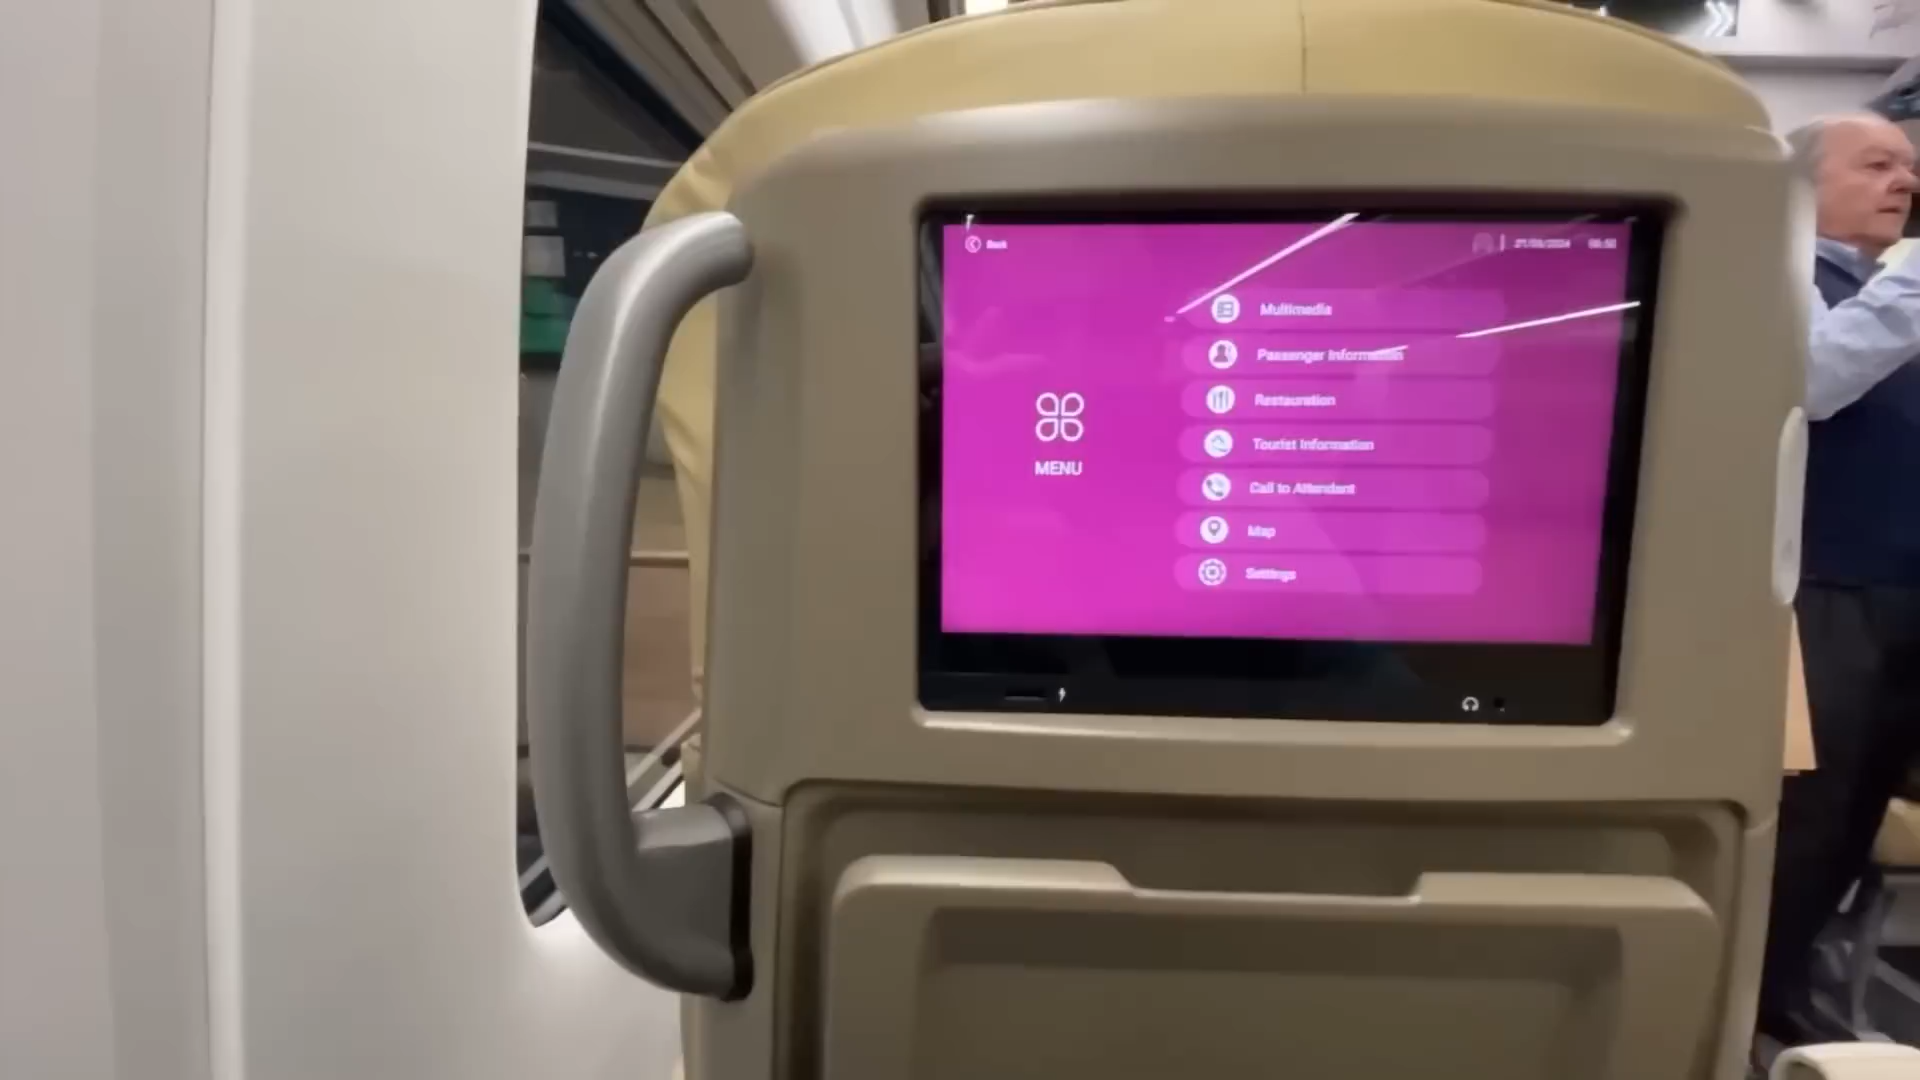 Back
Multimedia
Passenger Information
Restauration
Tourist Information
Call to Attendant
Map
Settings
MENU